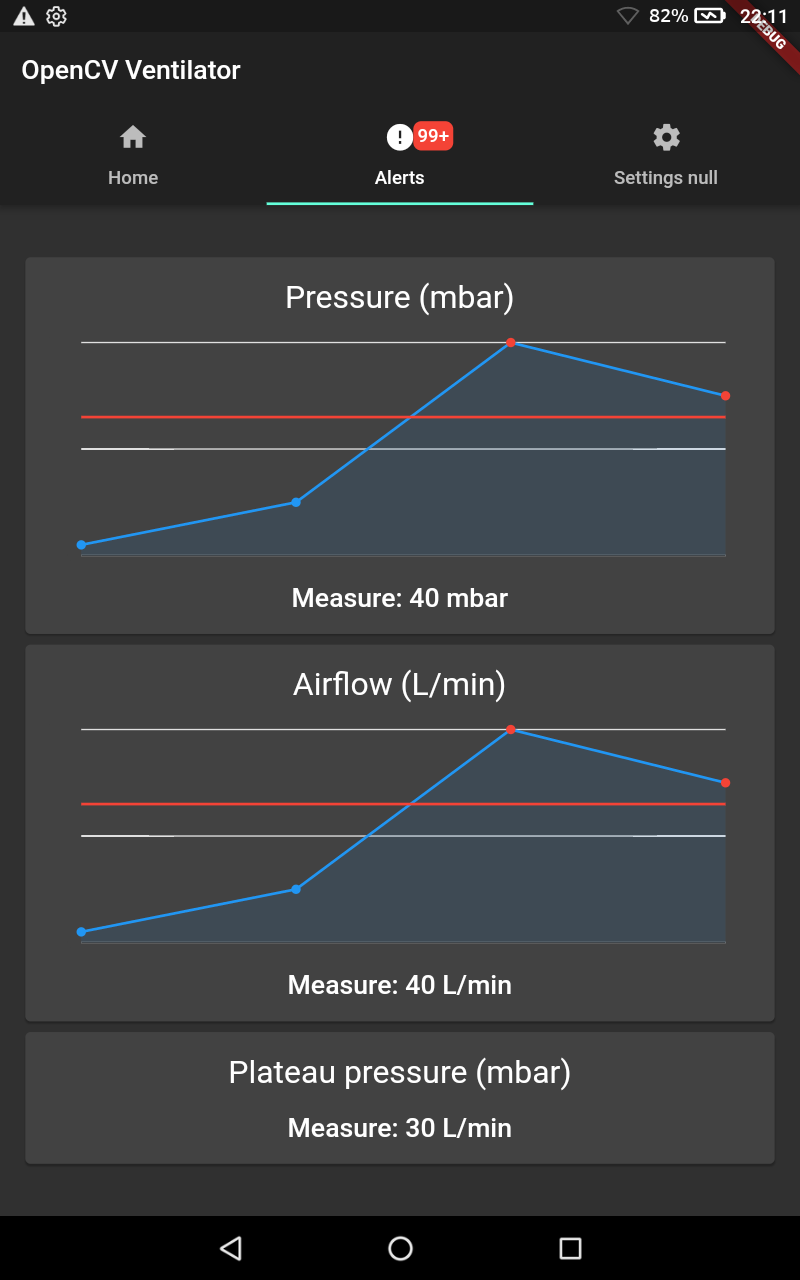 82% 22:11
DEBUG
OpenCV Ventilator
99+
Home Alerts Settings null
Pressure (mbar)
Measure: 40 mbar
Airflow (L/min)
Measure: 40 L/min
Plateau pressure (mbar)
Measure: 30 L/min